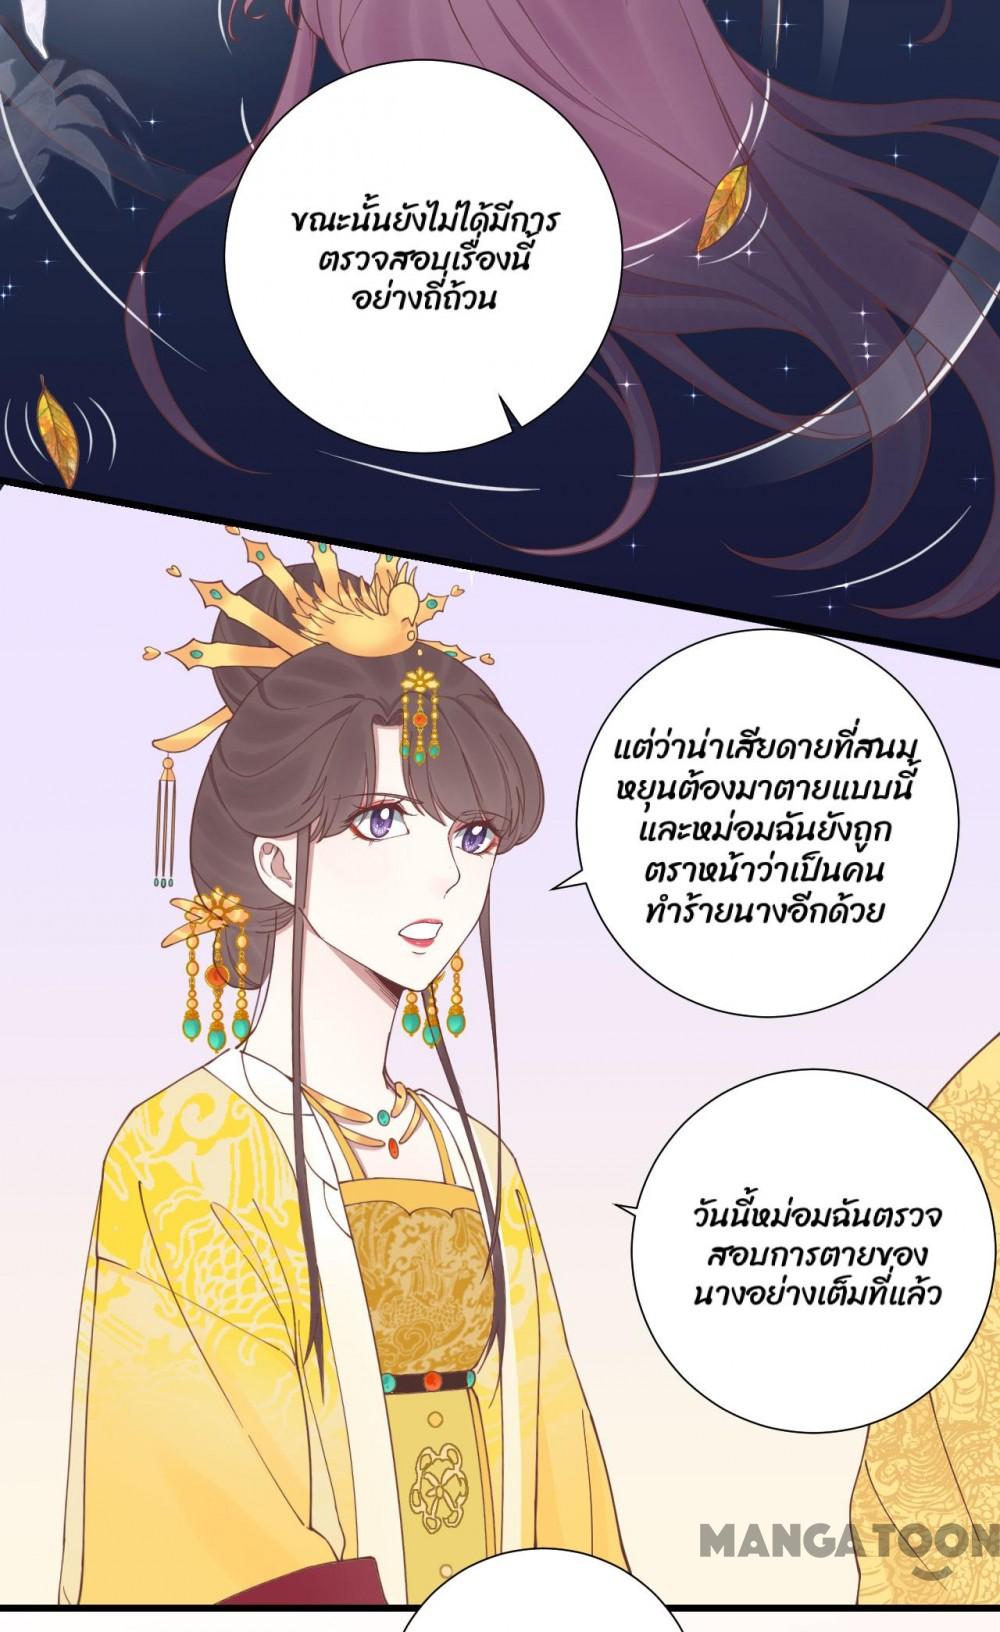 ขณะนั้นยังไม่ได้มีการ
ตรวจสอบเรื่องนี้
อย่างถี่ถ้วน
แต่ว่าน่าเสียดายที่สนม
หยุนต้องมาตายแบบนี้
และหม่อมฉันยังถูก
ตราหน้าว่าเป็นคน
ทำร้ายนางอีกด้วย
วันนี้หม่อมฉันตรวจ
สอบการตายของ
นางอย่างเต็มที่แล้ว
MANGATOON